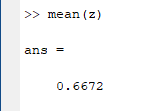 >> mean(z)
ans =
0.6672